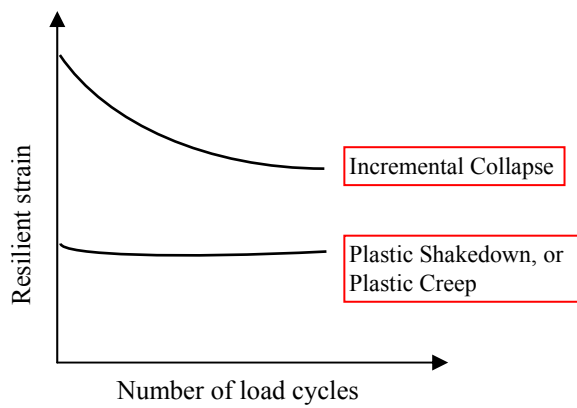 Resilient strain
Incremental Collapse
Plastic Shakedown, or
Plastic Creep
Number of load cycles